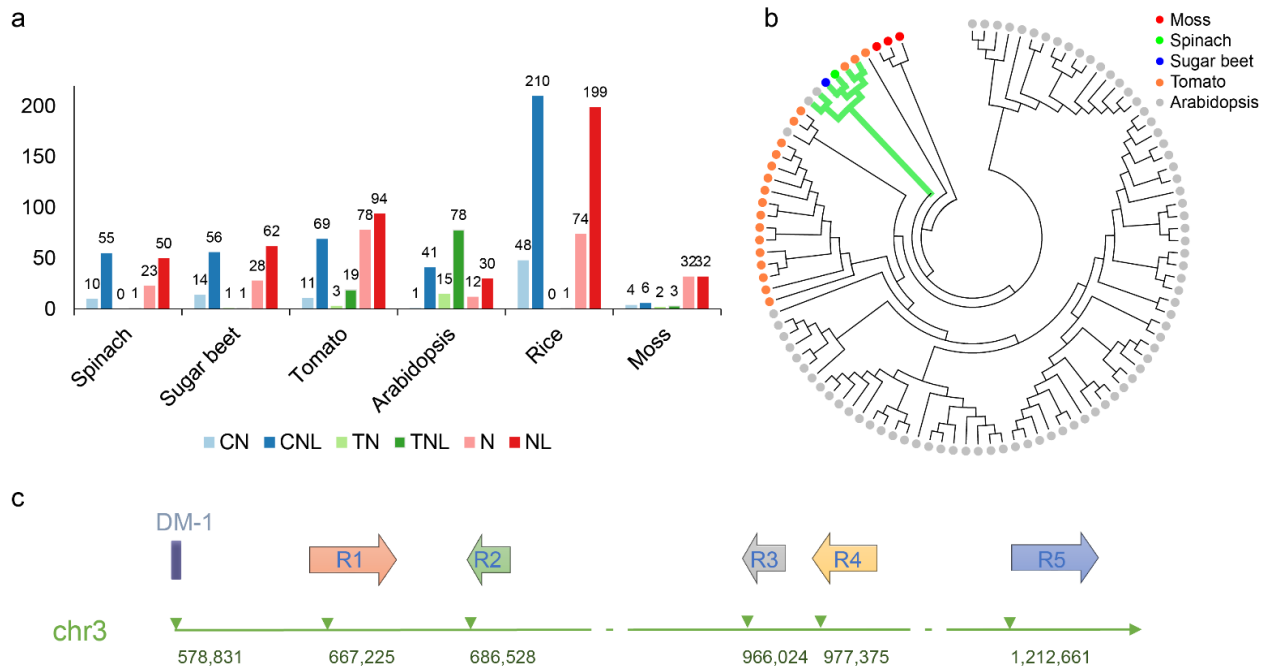 a
200
150
100
50
0
10 55 0 1 23 50
14 56 1 1 28 62
11 69 3 19 78 94
1 41 15 78 12 30
48 210 0 1 74 199
4 6 2 3 32 32
Spinach
Sugar beet
Tomato
Arabidopsis
Rice
Moss
CN CNL TN TNL N NL
b
Moss
Spinach
Sugar beet
Tomato
Arabidopsis
c
DM-1
R1 R2 R3 R4 R5
chr3
578,831 667,225 686,528 966,024 977,375 1,212,661